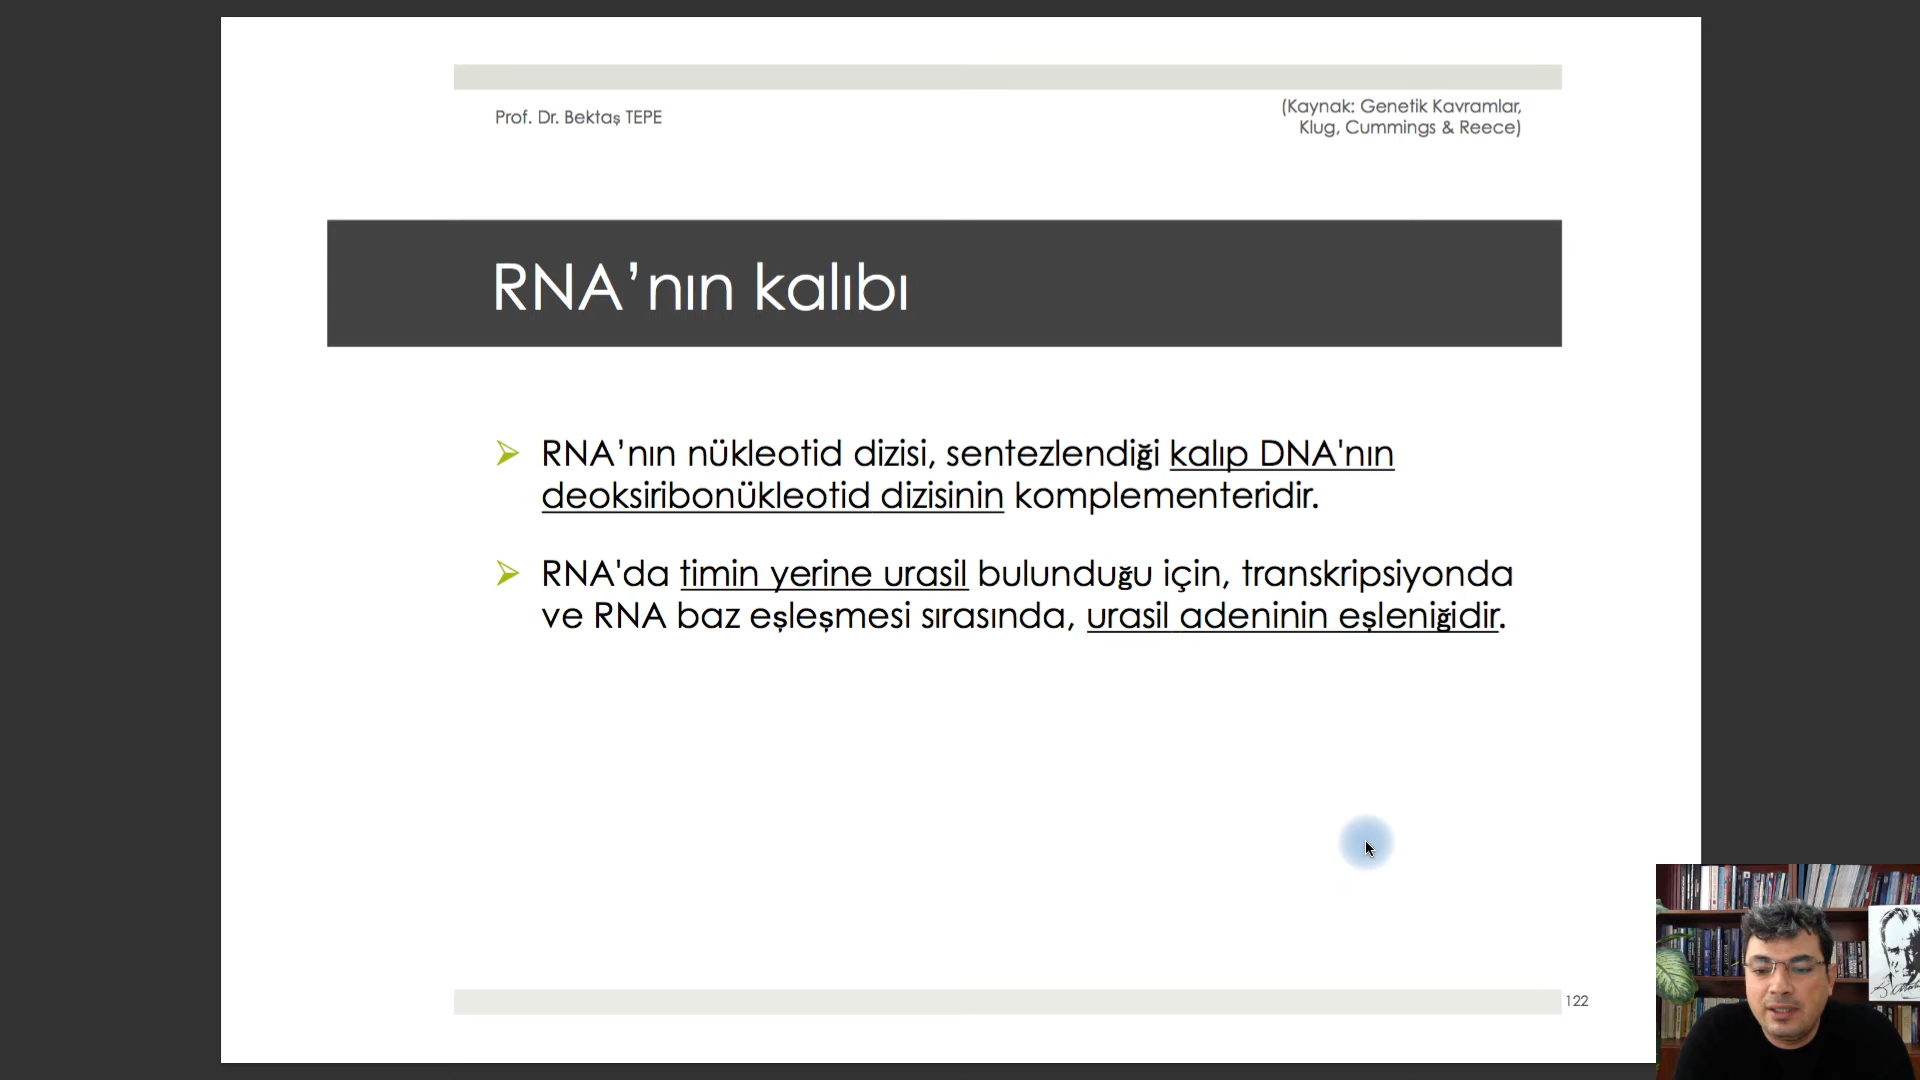 Prof. Dr. Bektaş TEPE
(Kaynak: Genetik Kavramlar,
Klug, Cummings & Reece)
RNA’nın kalıbı
RNA’nın nükleotid dizisi, sentezlendiği kalıp DNA'nın
deoksiribonükleotid dizisinin komplementeridir.
RNA'da timin yerine urasil bulunduğu için, transkripsiyonda
ve RNA baz eşleşmesi sırasında, urasil adeninin eşleniğidir.
122